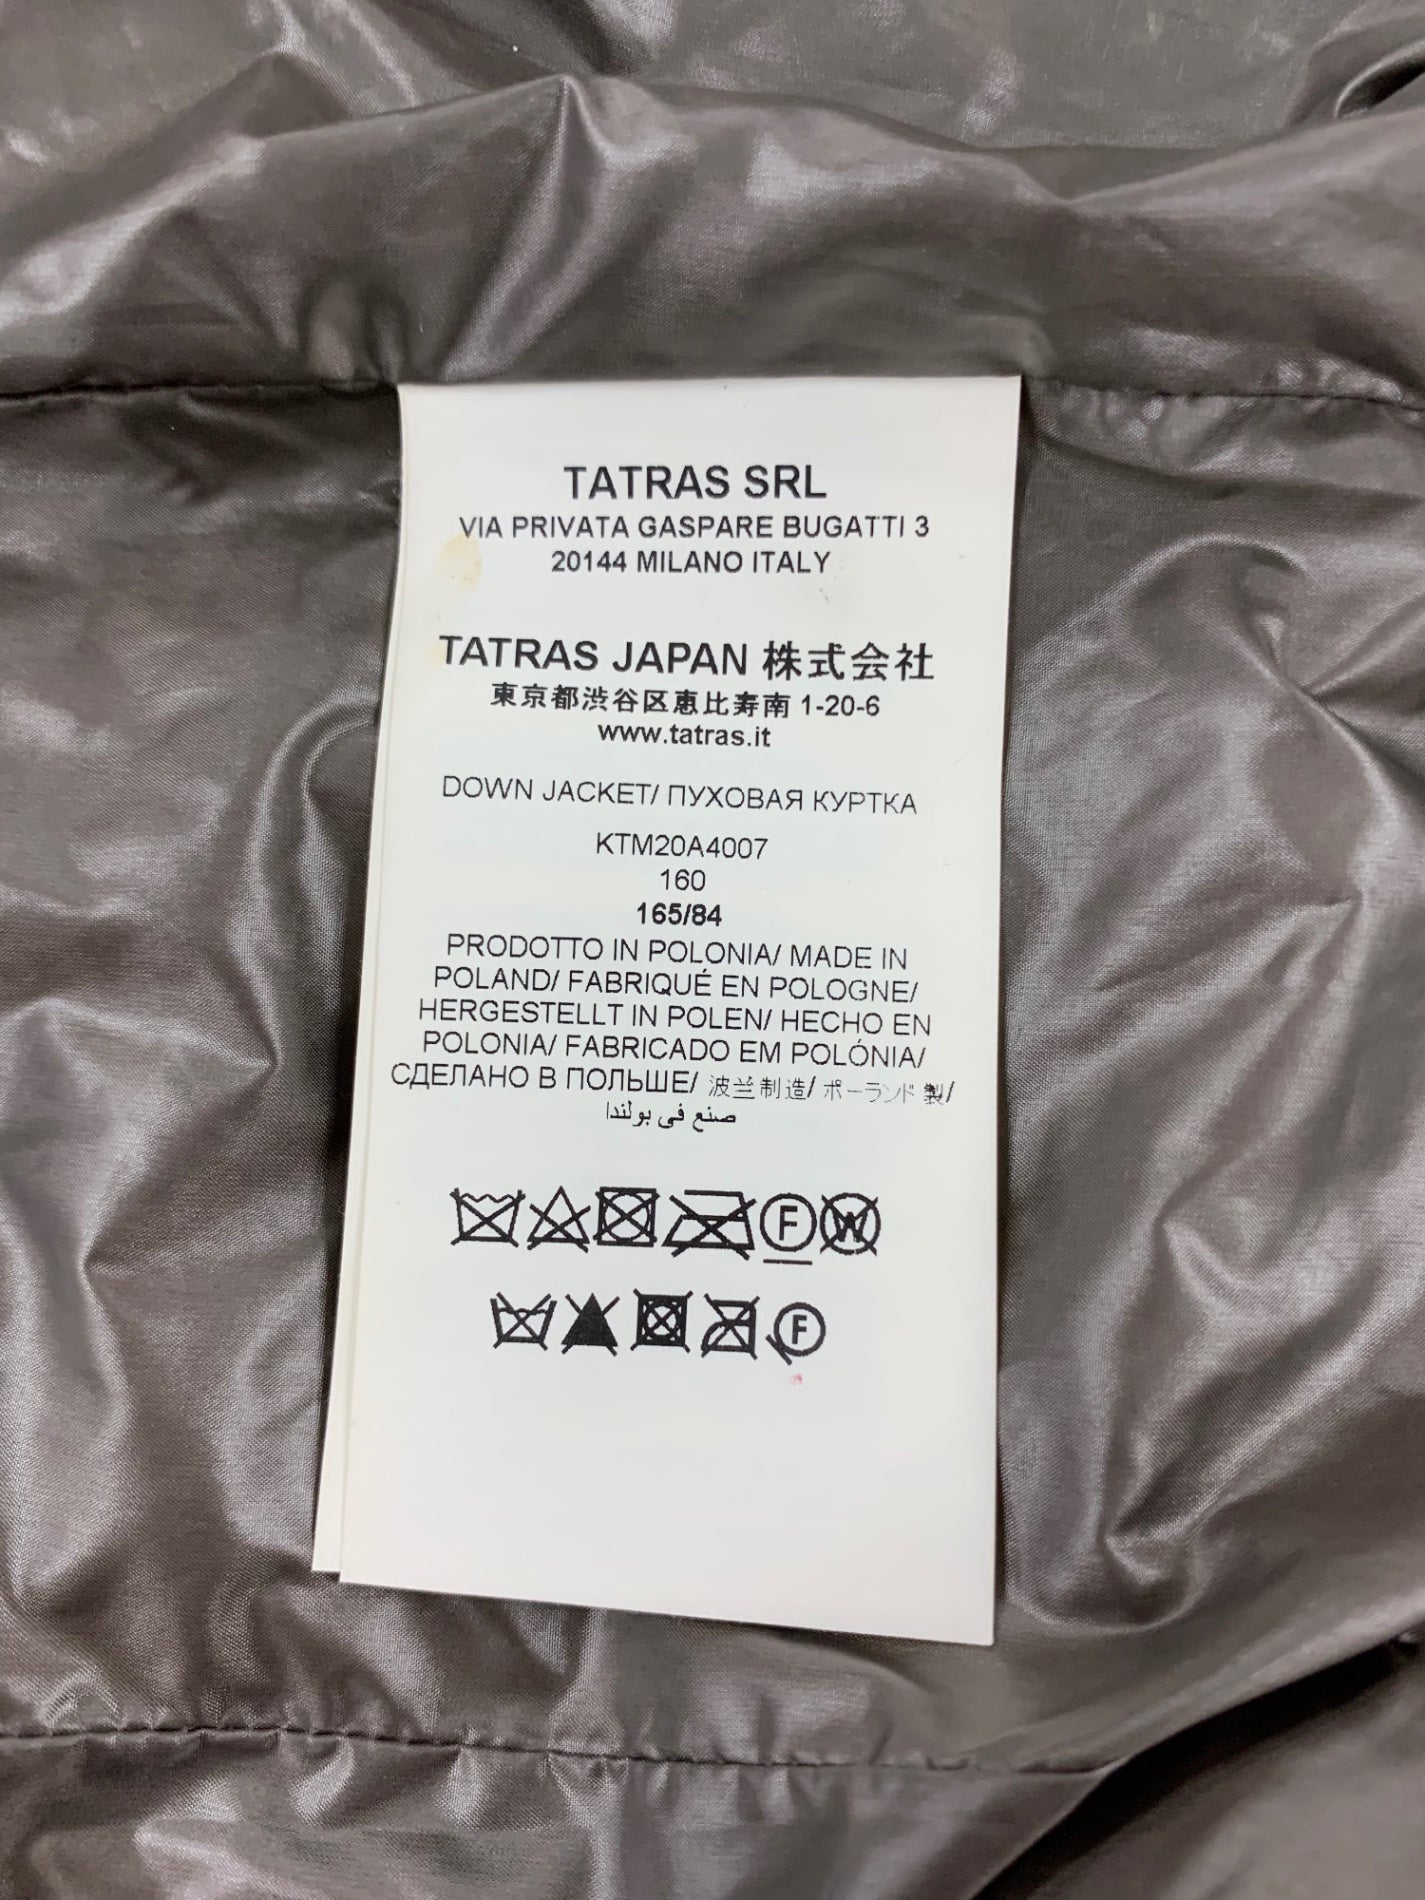 TATRAS SRL
VIA PRIVATA GASPARE BUGATTI 3
20144 MILANO ITALY
TATRAS JAPAN 株式会社
東京都渋谷区恵比寿南 1-20-6
www.tatras.it
DOWN JACKET/ ПУХОВАЯ КУРТКА
KTM20A4007
160
165/84
PRODOTTO IN POLONIA/ MADE IN
POLAND/ FABRIQUÉ EN POLOGNE/
HERGESTELLT IN POLEN/ HECHO EN
POLONIA/ FABRICADO EM POLÓNIA/
СДЕЛАНО В ПОЛЬШЕ/ 波兰制造/ ポーランド 製/
صنع في بولندا
F W
F